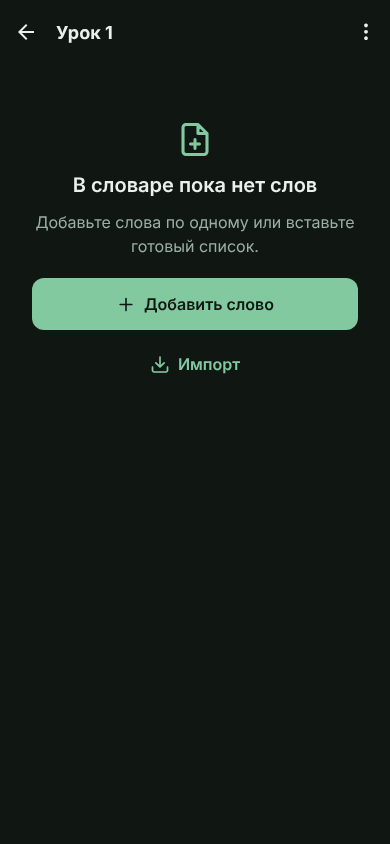 Урок 1
В словаре пока нет слов
Добавьте слова по одному или вставьте
готовый список.
Добавить слово
Импорт